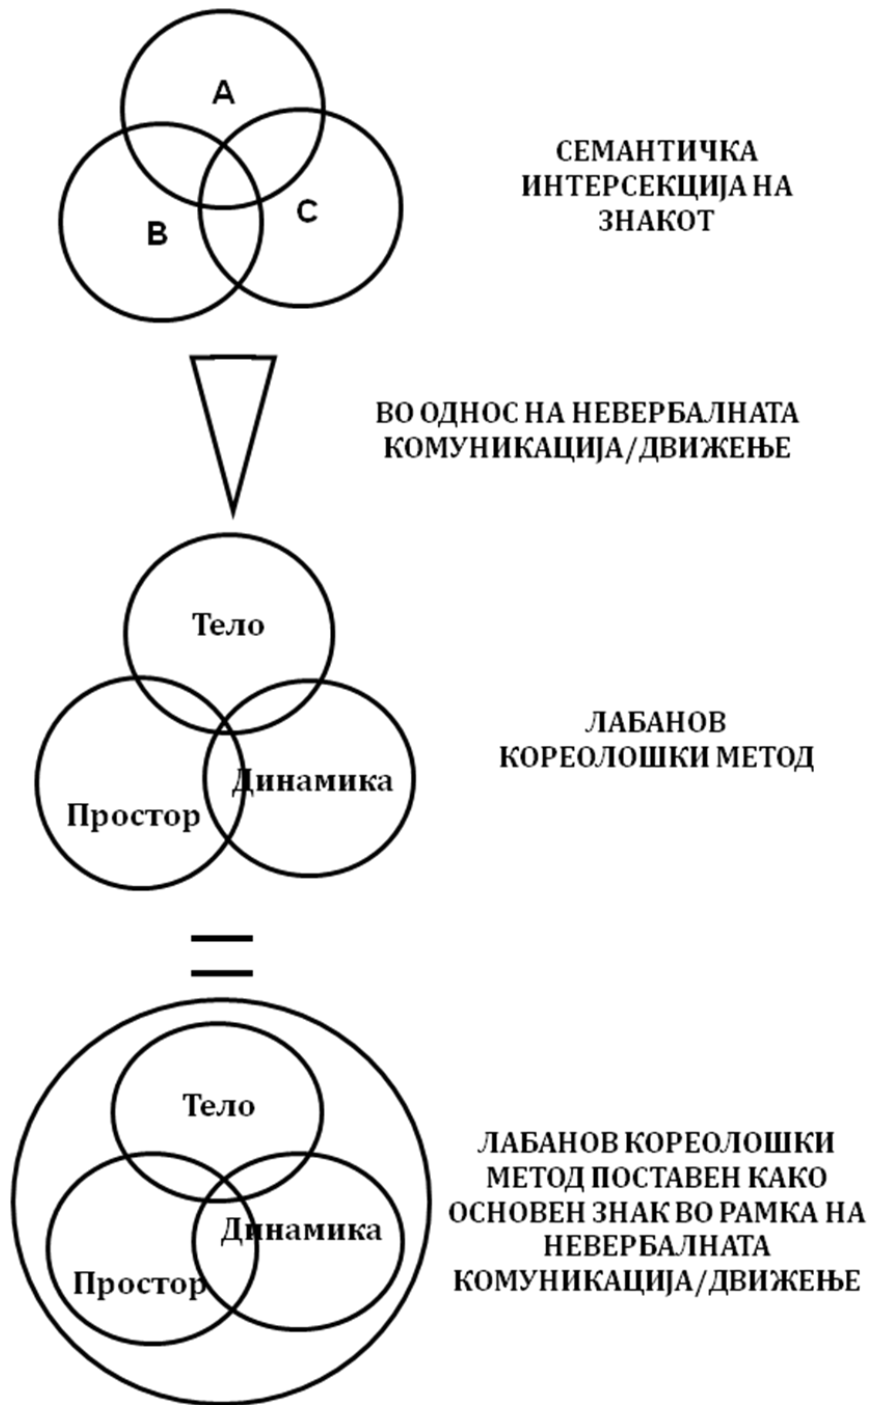 A
B
C
СЕМАНТИЧКА
ИНТЕРСЕКЦИЈА НА
ЗНАКОТ
ВО ОДНОС НА НЕВЕРБАЛНАТА
КОМУНИКАЦИЈА/ДВИЖЕЊЕ
Тело
Динамика
Простор
ЛАБАНОВ
КОРЕОЛОШКИ МЕТОД
Тело
Динамика
Простор
ЛАБАНОВ КОРЕОЛОШКИ
МЕТОД ПОСТАВЕН КАКО
ОСНОВЕН ЗНАК ВО РАМКА НА
НЕВЕРБАЛНАТА
КОМУНИКАЦИЈА/ДВИЖЕЊЕ